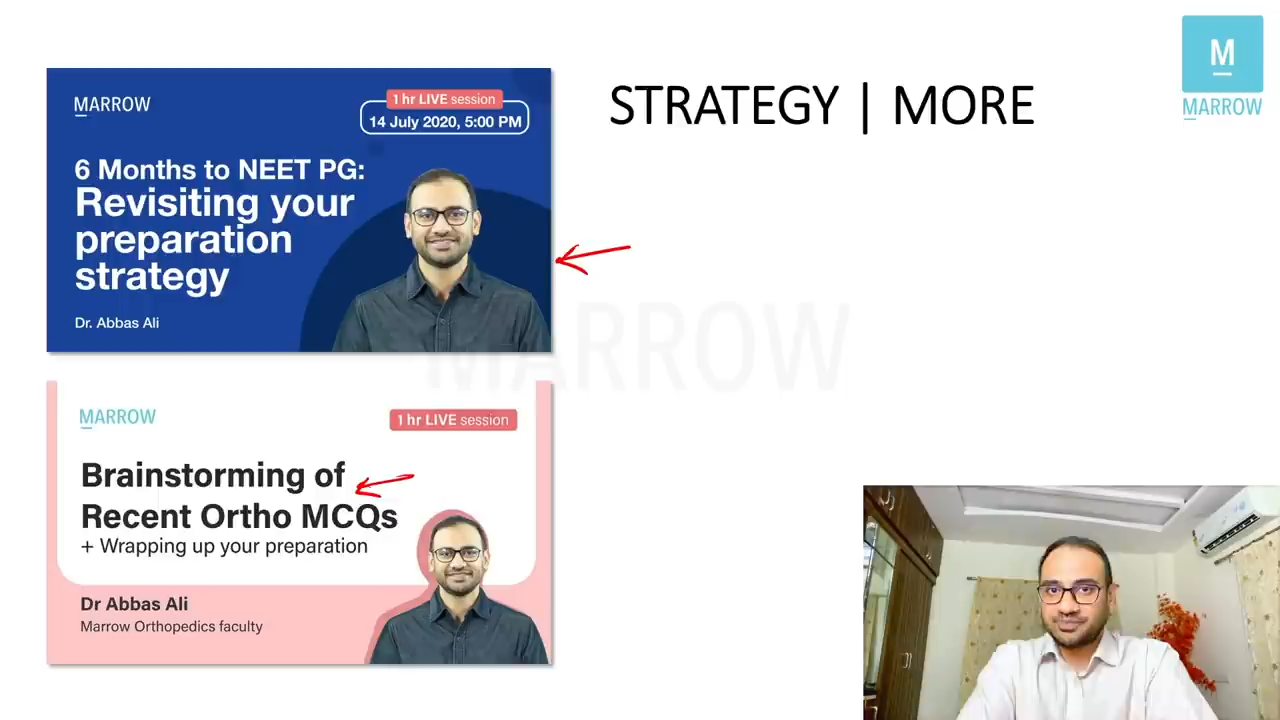 STRATEGY | MORE
M
MARROW
MARROW
1 hr LIVE session
14 July 2020, 5:00 PM
6 Months to NEET PG:
Revisiting your
preparation
strategy
Dr. Abbas Ali
MARROW
MARROW
1 hr LIVE session
Brainstorming of
Recent Ortho MCQs
+ Wrapping up your preparation
Dr Abbas Ali
Marrow Orthopedics faculty